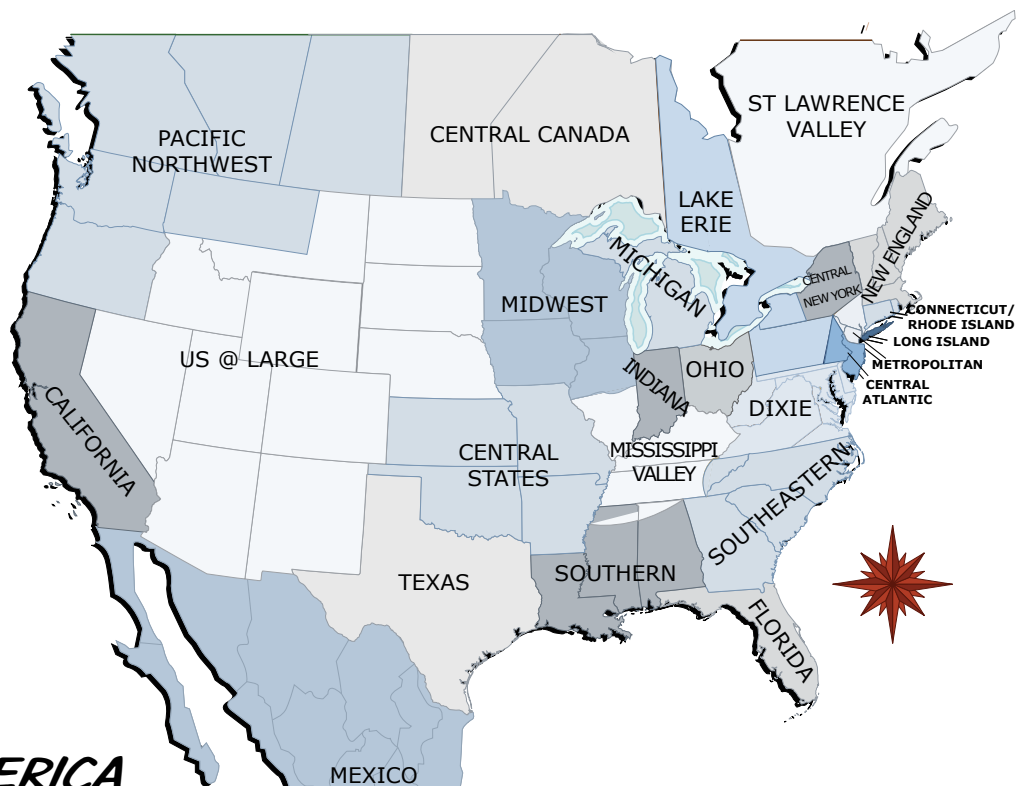 ST LAWRENCE
VALLEY
PACIFIC
NORTHWEST
CENTRAL CANADA
LAKE
ERIE
NEW ENGLAND
MICHIGAN
CENTRAL
NEW YORK
MIDWEST
CONNECTICUT/
RHODE ISLAND
LONG ISLAND
METROPOLITAN
CENTRAL
ATLANTIC
US @ LARGE
OHIO
INDIANA
DIXIE
CALIFORNIA
CENTRAL
STATES
MISSISSIPPI
VALLEY
SOUTHEASTERN
TEXAS
SOUTHERN
FLORIDA
MEXICO
ERICA